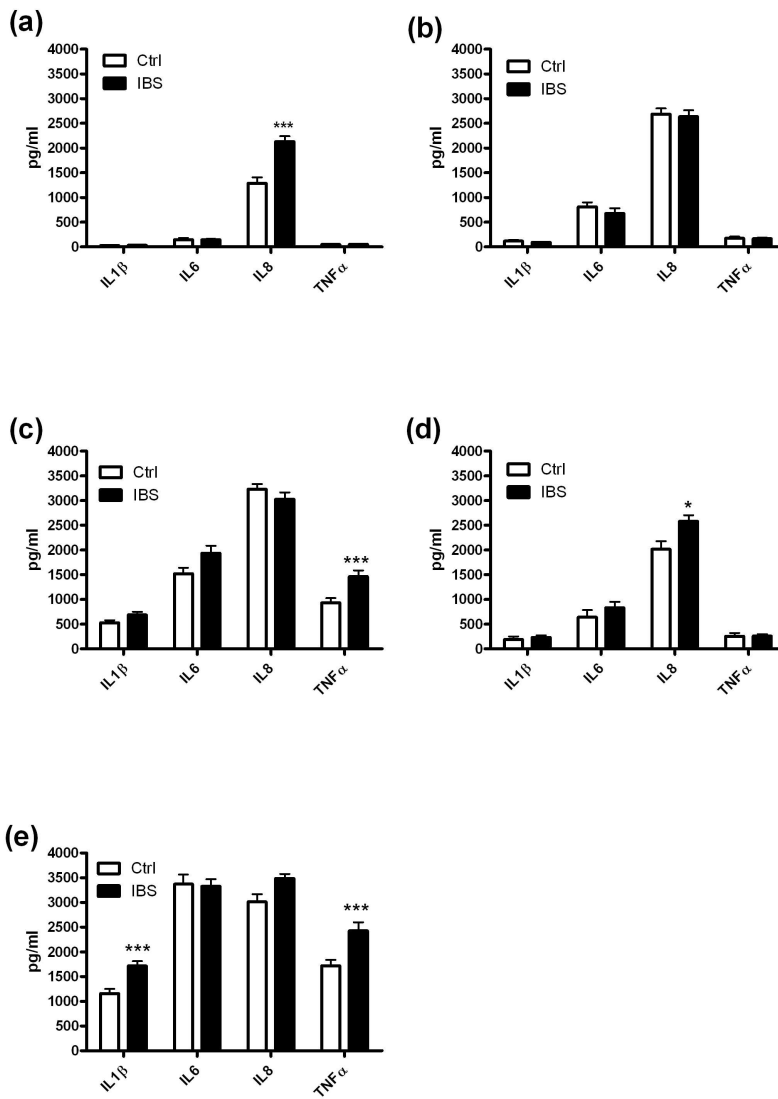 (a)
4000
3500
3000
2500
2000
1500
1000
500
0
pg/ml
Ctrl
IBS
***
IL1β
IL6
IL8
TNFα
(b)
4000
3500
3000
2500
2000
1500
1000
500
0
pg/ml
Ctrl
IBS
IL1β
IL6
IL8
TNFα
(c)
4000
3500
3000
2500
2000
1500
1000
500
0
pg/ml
Ctrl
IBS
***
IL1β
IL6
IL8
TNFα
(d)
4000
3500
3000
2500
2000
1500
1000
500
0
pg/ml
Ctrl
IBS
*
IL1β
IL6
IL8
TNFα
(e)
4000
3500
3000
2500
2000
1500
1000
500
0
pg/ml
Ctrl
IBS
***
***
IL1β
IL6
IL8
TNFα